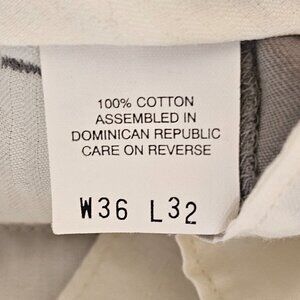 100% COTTON
ASSEMBLED IN
DOMINICAN REPUBLIC
CARE ON REVERSE
W36 L32